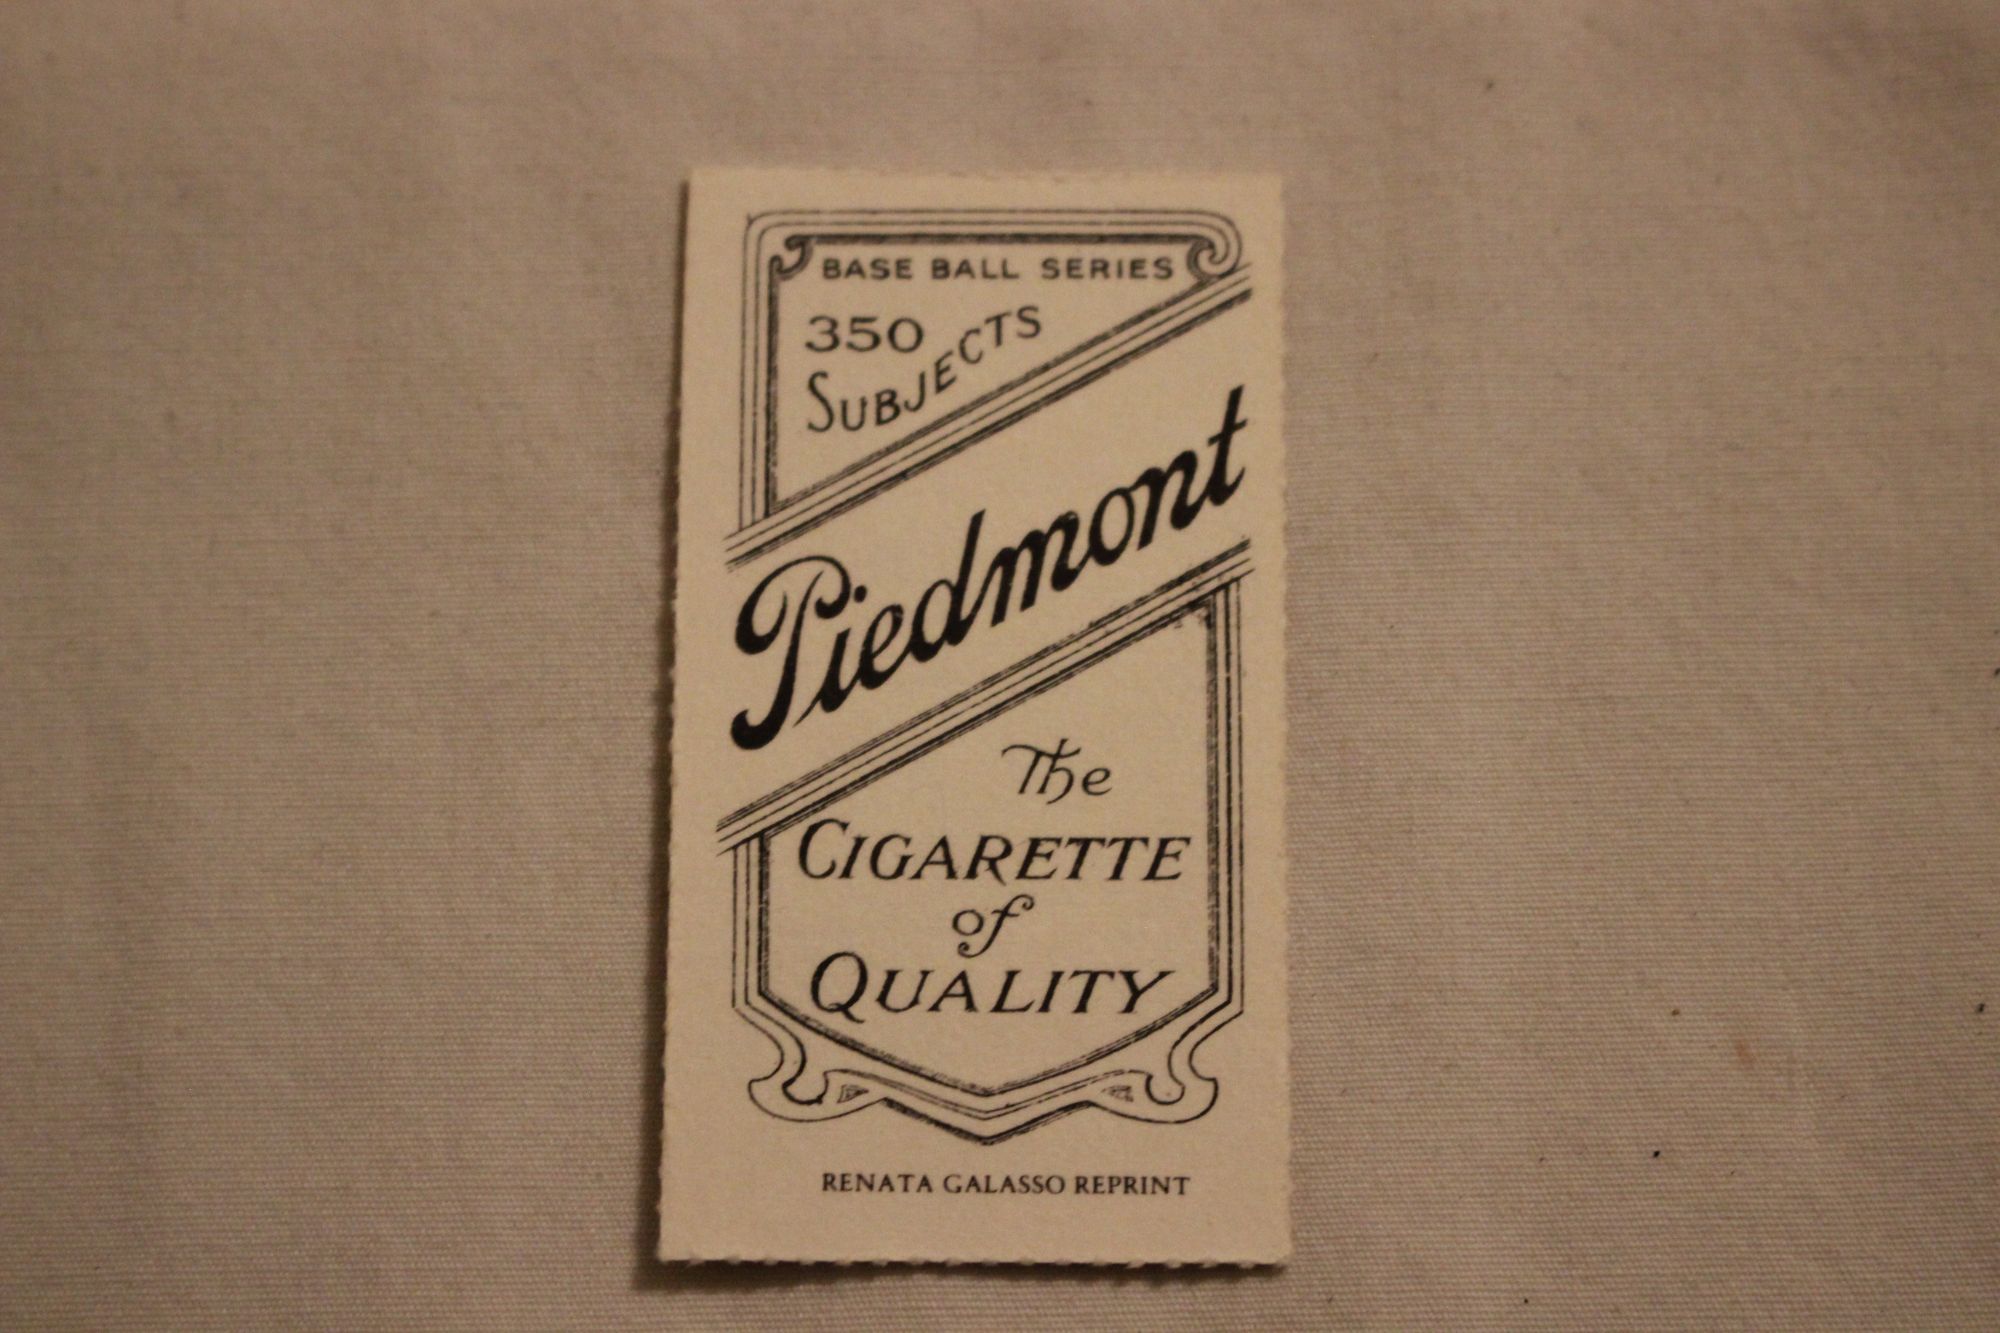 BASE BALL SERIES
350
SUBJECTS
Piedmont
The
CIGARETTE
of
QUALITY
RENATA GALASSO REPRINT